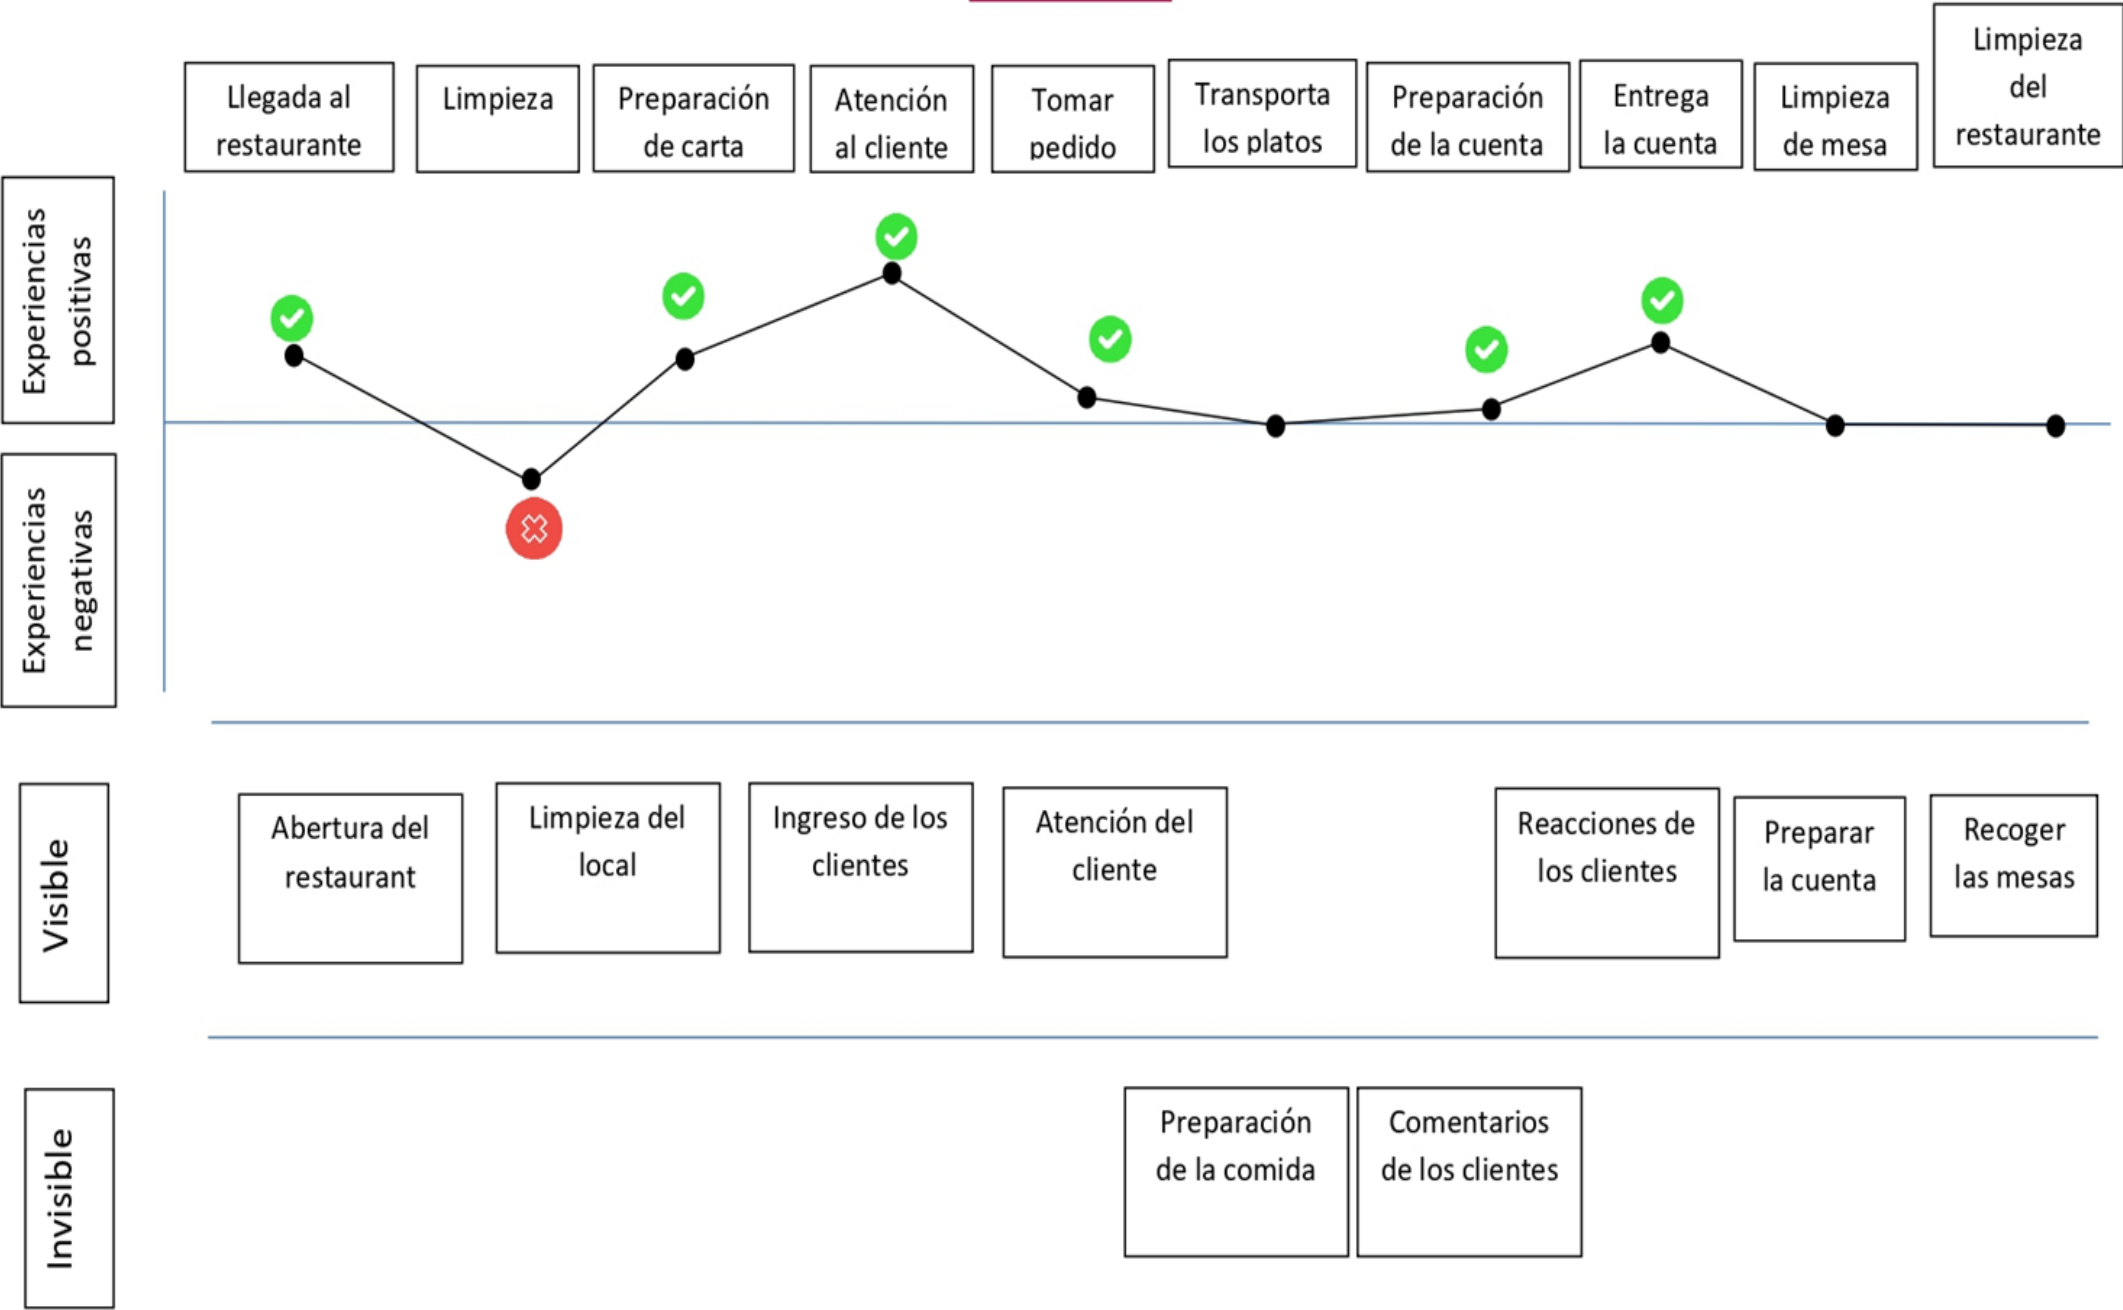 Llegada al
restaurante
Limpieza
Preparación
de carta
Atención
al cliente
Tomar
pedido
Transporta
los platos
Preparación
de la cuenta
Entrega
la cuenta
Limpieza
de mesa
Limpieza
del
restaurante
Experiencias
positivas
Experiencias
negativas
Visible
Abertura del
restaurant
Limpieza del
local
Ingreso de los
clientes
Atención del
cliente
Reacciones de
los clientes
Preparar
la cuenta
Recoger
las mesas
Invisible
Preparación
de la comida
Comentarios
de los clientes